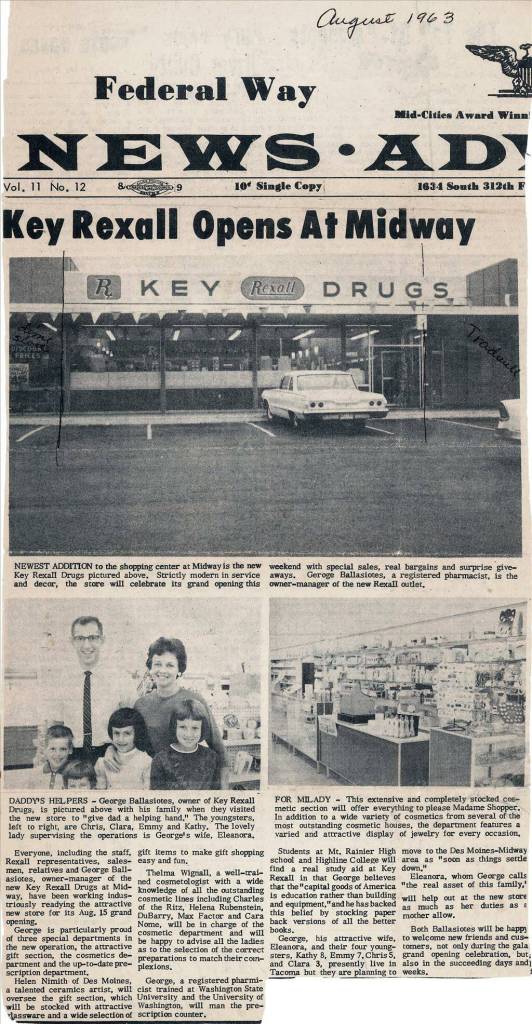 August 1963
Federal Way
Mid-Cities Award Winn
NEWS·ADV
Vol. 11 No. 12 8 9 10¢ Single Copy 1634 South 312th F
Key Rexall Opens At Midway
Rx KEY Rexall DRUGS
DISCOUNT
PRICES
Tradwell
NEWEST ADDITION to the shopping center at Midway is the new
Key Rexall Drugs pictured above. Strictly modern in service
and decor, the store will celebrate its grand opening this
weekend with special sales, real bargains and surprise give-
aways. Geroge Ballasiotes, a registered pharmacist, is the
owner-manager of the new Rexall outlet.
DADDY'S HELPERS - George Ballasiotes, owner of Key Rexall
Drugs, is pictured above with his family when they visited
the new store to "give dad a helping hand." The youngsters,
left to right, are Chris, Clara, Emmy and Kathy. The lovely
lady supervising the operations is George's wife, Eleanora.
FOR MILADY - This extensive and completely stocked cos-
metic section will offer everything to please Madame Shopper.
In addition to a wide variety of cosmetics from several of the
most outstanding cosmetic houses, the department features a
varied and attractive display of jewelry for every occasion.
Everyone, including the staff,
Rexall representatives, sales-
men, relatives and George Ball-
asiotes, owner-manager of the
new Key Rexall Drugs at Mid-
way, have been working indus-
triously readying the attractive
new store for its Aug. 15 grand
opening.
George is particularly proud
of three special departments in
the new operation, the attractive
gift section, the cosmetics de-
partment and the up-to-date pre-
scription department.
Helen Nimith of Des Moines,
a talented ceramics artist, will
oversee the gift section, which
will be stocked with attractive
glassware and a wide selection of
gift items to make gift shopping
easy and fun.
Thelma Wignall, a well-trai-
ned cosmetologist with a wide
knowledge of all the outstanding
cosmetic lines including Charles
of the Ritz, Helena Rubenstein,
DuBarry, Max Factor and Cara
Nome, will be in charge of the
cosmetic department and will
be happy to advise all the ladies
as to the selection of the correct
preparations to match their com-
plexions.
George, a registered pharma-
cist trained at Washington State
University and the University of
Washington, will man the pre-
scription counter.
Students at Mt. Rainier High
school and Highline College will
find a real study aid at Key
Rexall in that George believes
that the "capital goods of America
is education rather than building
and equipment," and he has backed
this belief by stocking paper
back versions of all the better
books.
George, his attractive wife,
Eleanora, and their four young-
sters, Kathy 8, Emmy 7, Chris 5,
and Clara 3, presently live in
Tacoma but they are planning to
move to the Des Moines-Midway
area as "soon as things settle
down."
Eleanora, whom George calls
"the real asset of this family,"
will help out at the new store
as much as her duties as a
mother allow.
Both Ballasiotes will be happy
to welcome new friends and cus-
tomers, not only during the gala
grand opening celebration, but
also in the succeeding days and
weeks.